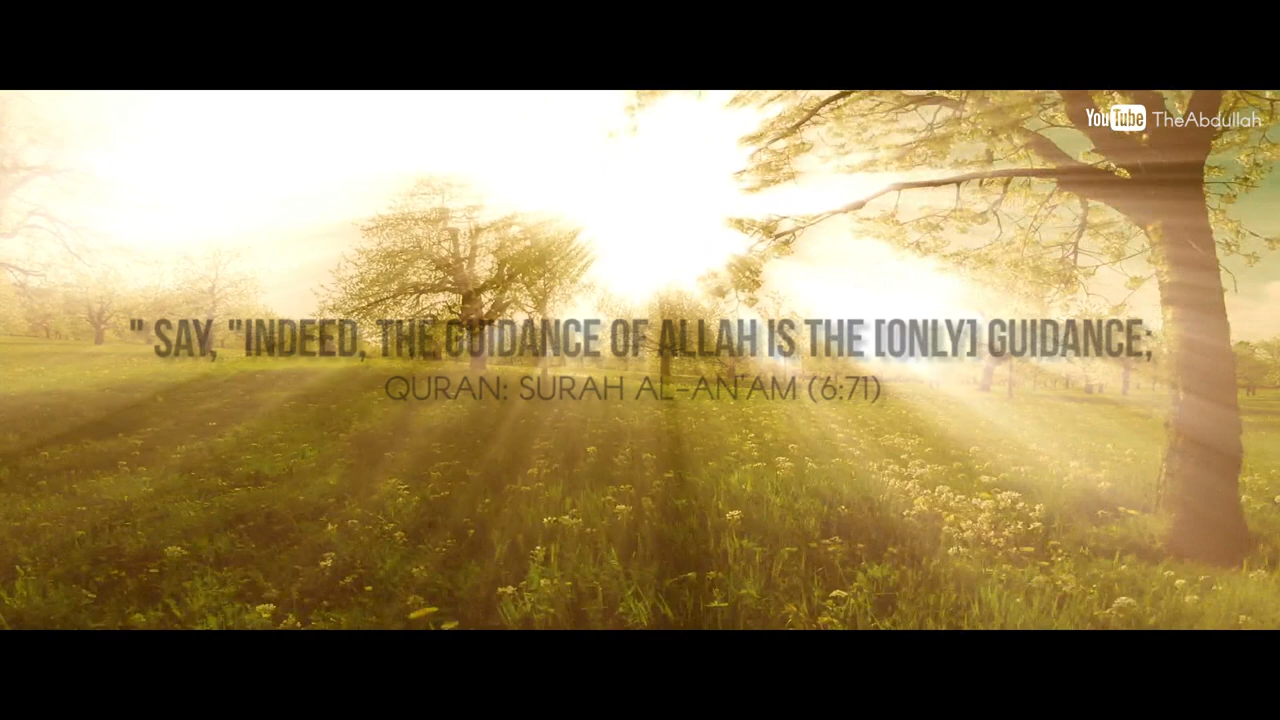 YouTube TheAbdullah
" SAY, "INDEED, THE GUIDANCE OF ALLAH IS THE [ONLY] GUIDANCE;
QURAN: SURAH AL-AN'AM (6:71)